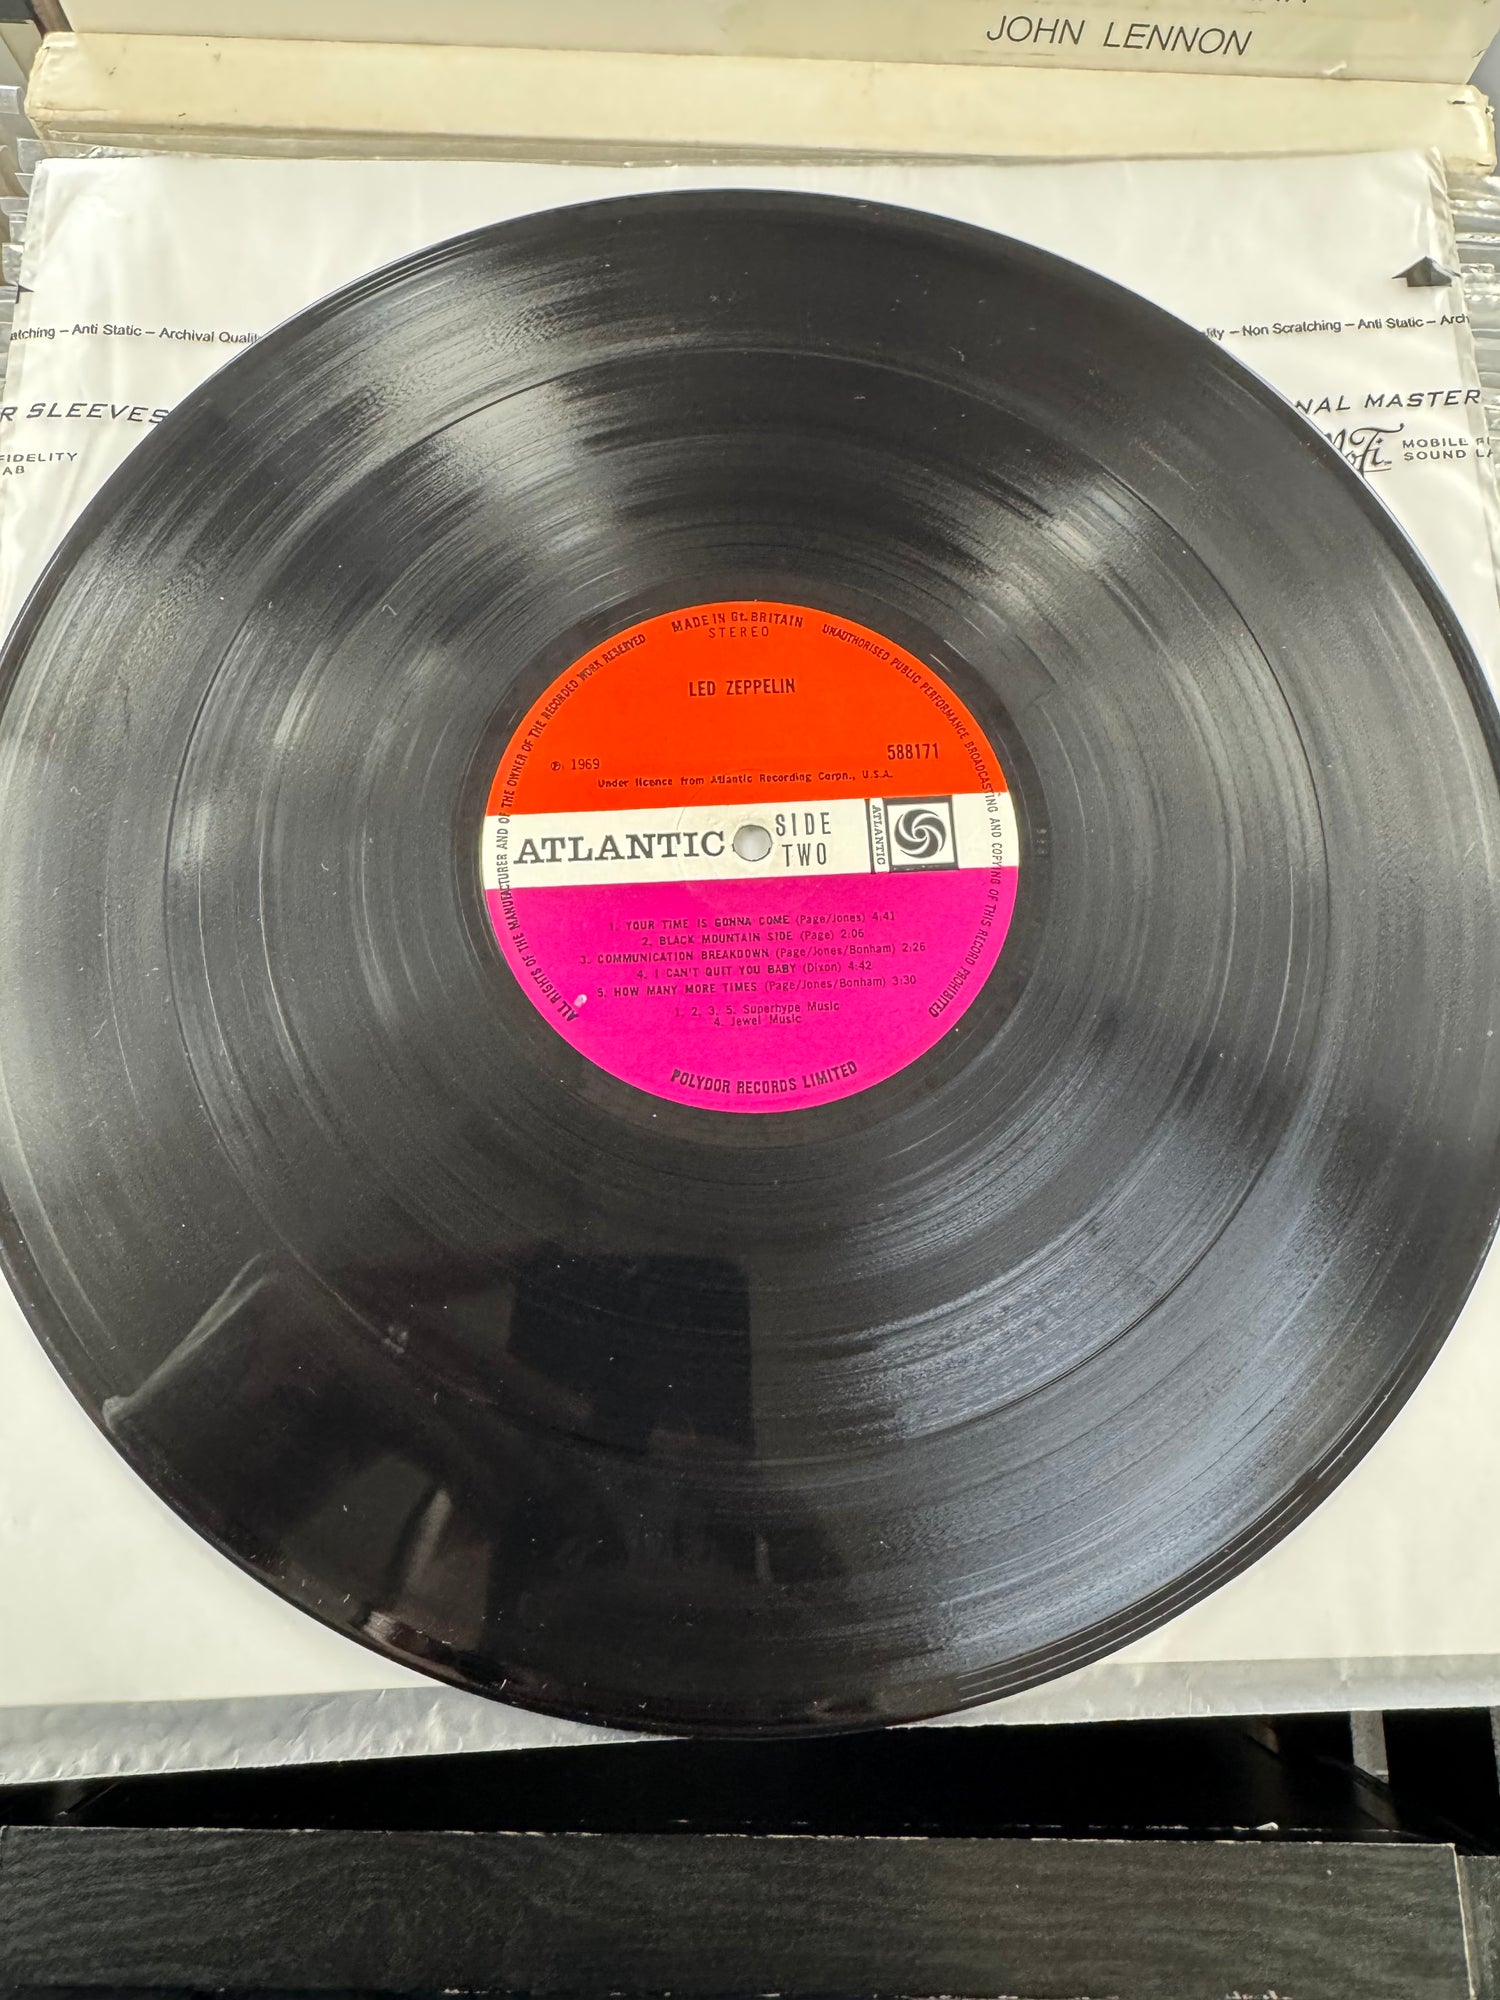 JOHN LENNON
atching – Anti Static – Archival Quali
lity – Non Scratching – Anti Static – Arch
R SLEEVES
NAL MASTER
FIDELITY
AB
MoFi
MOBILE FI
SOUND LA
MADE IN Gt. BRITAIN
STEREO
ALL RIGHTS OF THE MANUFACTURER AND OF THE OWNER OF THE RECORDED WORK RESERVED
UNAUTHORISED PUBLIC PERFORMANCE BROADCASTING AND COPYING OF THIS RECORD PROHIBITED
LED ZEPPELIN
℗ 1969
588171
Under licence from Atlantic Recording Corpn., U.S.A.
ATLANTIC
SIDE
TWO
ATLANTIC
1. YOUR TIME IS GONNA COME (Page/Jones) 4:41
2. BLACK MOUNTAIN SIDE (Page) 2:06
3. COMMUNICATION BREAKDOWN (Page/Jones/Bonham) 2:26
4. I CAN'T QUIT YOU BABY (Dixon) 4:42
5. HOW MANY MORE TIMES (Page/Jones/Bonham) 3:30
1, 2, 3, 5. Superhype Music
4. Jewel Music
POLYDOR RECORDS LIMITED